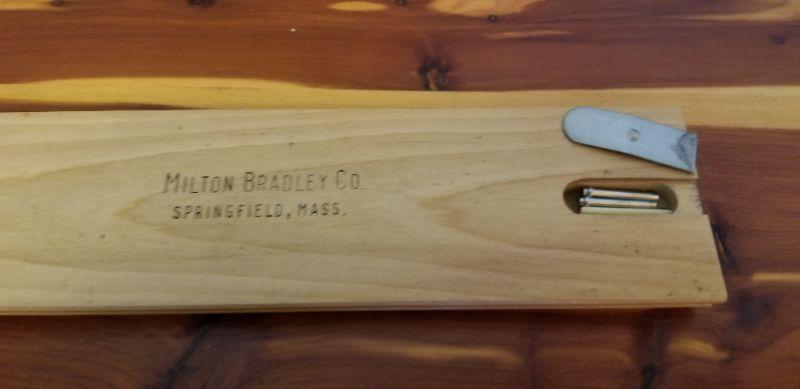 MILTON BRADLEY CO.
SPRINGFIELD, MASS.